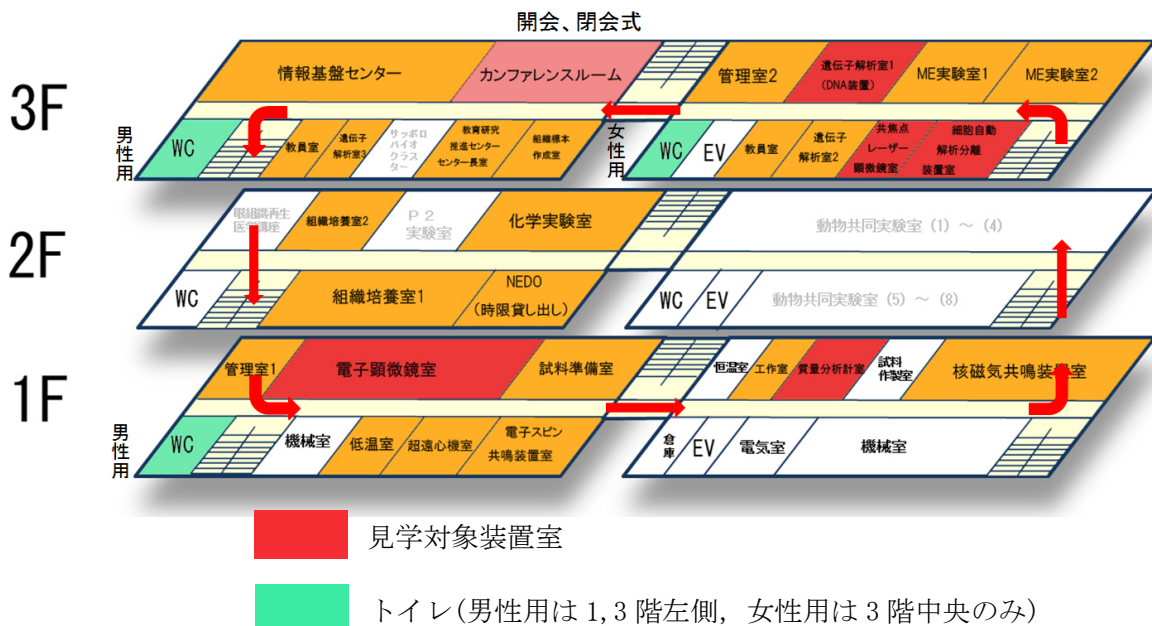 開会、閉会式
3F
情報基盤センター
カンファレンスルーム
管理室2
遺伝子解析室1
(DNA装置)
ME実験室1
ME実験室2
男性用
WC
教員室
遺伝子
解析室3
サッポロ
バイオ
クラス
ター
教育研究
推進センター
センター長室
組織標本
作成室
女性用
WC
EV
教員室
遺伝子
解析室2
共焦点
レーザー
顕微鏡室
細胞自動
解析分離
装置室
2F
眼組織再生
医学講座
組織培養室2
P2
実験室
化学実験室
動物共同実験室(1)~(4)
WC
組織培養室1
NEDO
(時限貸し出し)
WC
EV
動物共同実験室(5)~(8)
1F
管理室1
電子顕微鏡室
試料準備室
恒温室
工作室
質量分析計室
試料
作製室
核磁気共鳴装置室
男性用
WC
機械室
低温室
超遠心機室
電子スピン
共鳴装置室
倉庫
EV
電気室
機械室
見学対象装置室
トイレ(男性用は1,3階左側,女性用は3階中央のみ)